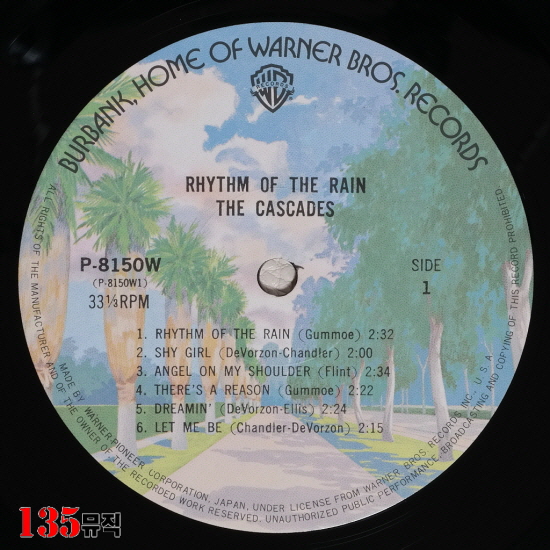 BURBANK, HOME OF WARNER BROS. RECORDS
W
RECORDS
RHYTHM OF THE RAIN
THE CASCADES
P-8150W
(P-8150W1)
33⅓RPM
SIDE
1
1. RHYTHM OF THE RAIN (Gummoe) 2:32
2. SHY GIRL (DeVorzon-Chandler) 2:00
3. ANGEL ON MY SHOULDER (Flint) 2:34
4. THERE'S A REASON (Gummoe) 2:22
5. DREAMIN' (DeVorzon-Ellis) 2:24
6. LET ME BE (Chandler-DeVorzon) 2:15
MADE BY WARNER-PIONEER CORPORATION, JAPAN, UNDER LICENSE FROM WARNER BROS. RECORDS INC., U.S.A.
ALL RIGHTS OF THE MANUFACTURER AND OF THE OWNER OF THE RECORDED WORK RESERVED. UNAUTHORIZED PUBLIC PERFORMANCE, BROADCASTING AND COPYING OF THIS RECORD PROHIBITED
135뮤직